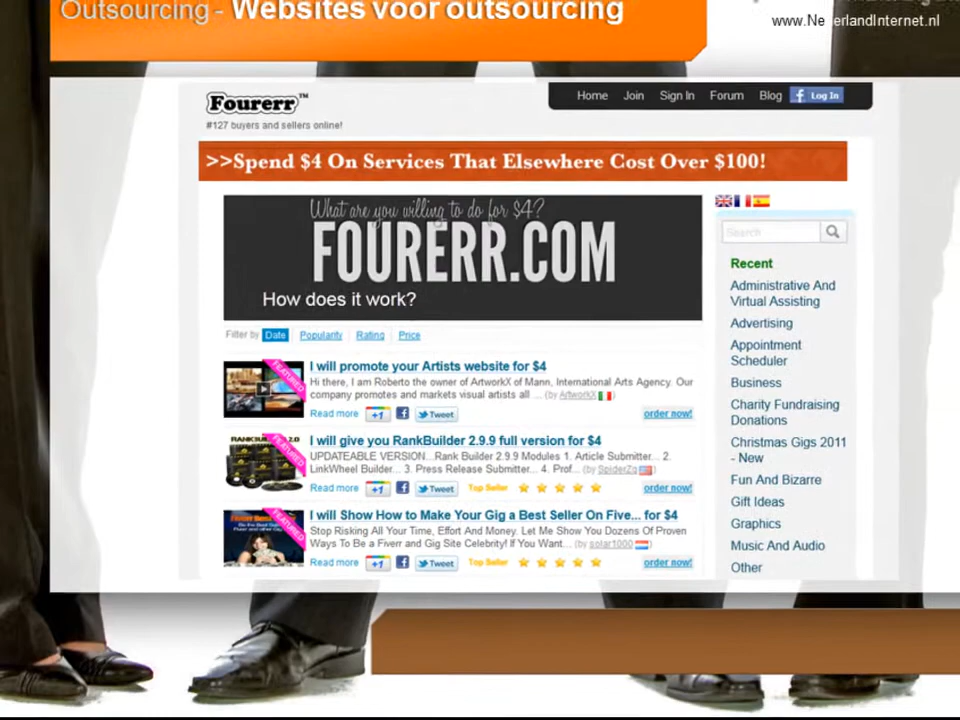 Outsourcing - Websites voor outsourcing
www.NederlandInternet.nl
Fourerr™
#127 buyers and sellers online!
Home Join Sign In Forum Blog Log In
>>Spend $4 On Services That Elsewhere Cost Over $100!
What are you willing to do for $4?
FOURERR.COM
How does it work?
Search
Filter by Date Popularity Rating Price
FEATURED
I will promote your Artists website for $4
Hi there, I am Roberto the owner of ArtworkX of Mann, International Arts Agency. Our
company promotes and markets visual artists all ... (by ArtworkX )
Read more +1 Tweet order now!
FEATURED
I will give you RankBuilder 2.9.9 full version for $4
UPDATEABLE VERSION... Rank Builder 2.9.9 Modules 1. Article Submitter... 2.
LinkWheel Builder... 3. Press Release Submitter... 4. Prof... (by SpiderZq )
Read more +1 Tweet Top Seller order now!
FEATURED
I will Show How to Make Your Gig a Best Seller On Five... for $4
Stop Risking All Your Time, Effort And Money. Let Me Show You Dozens Of Proven
Ways To Be a Fiverr and Gig Site Celebrity! If You Want... (by solar1000 )
Read more +1 Tweet Top Seller order now!
Recent
Administrative And
Virtual Assisting
Advertising
Appointment
Scheduler
Business
Charity Fundraising
Donations
Christmas Gigs 2011
- New
Fun And Bizarre
Gift Ideas
Graphics
Music And Audio
Other